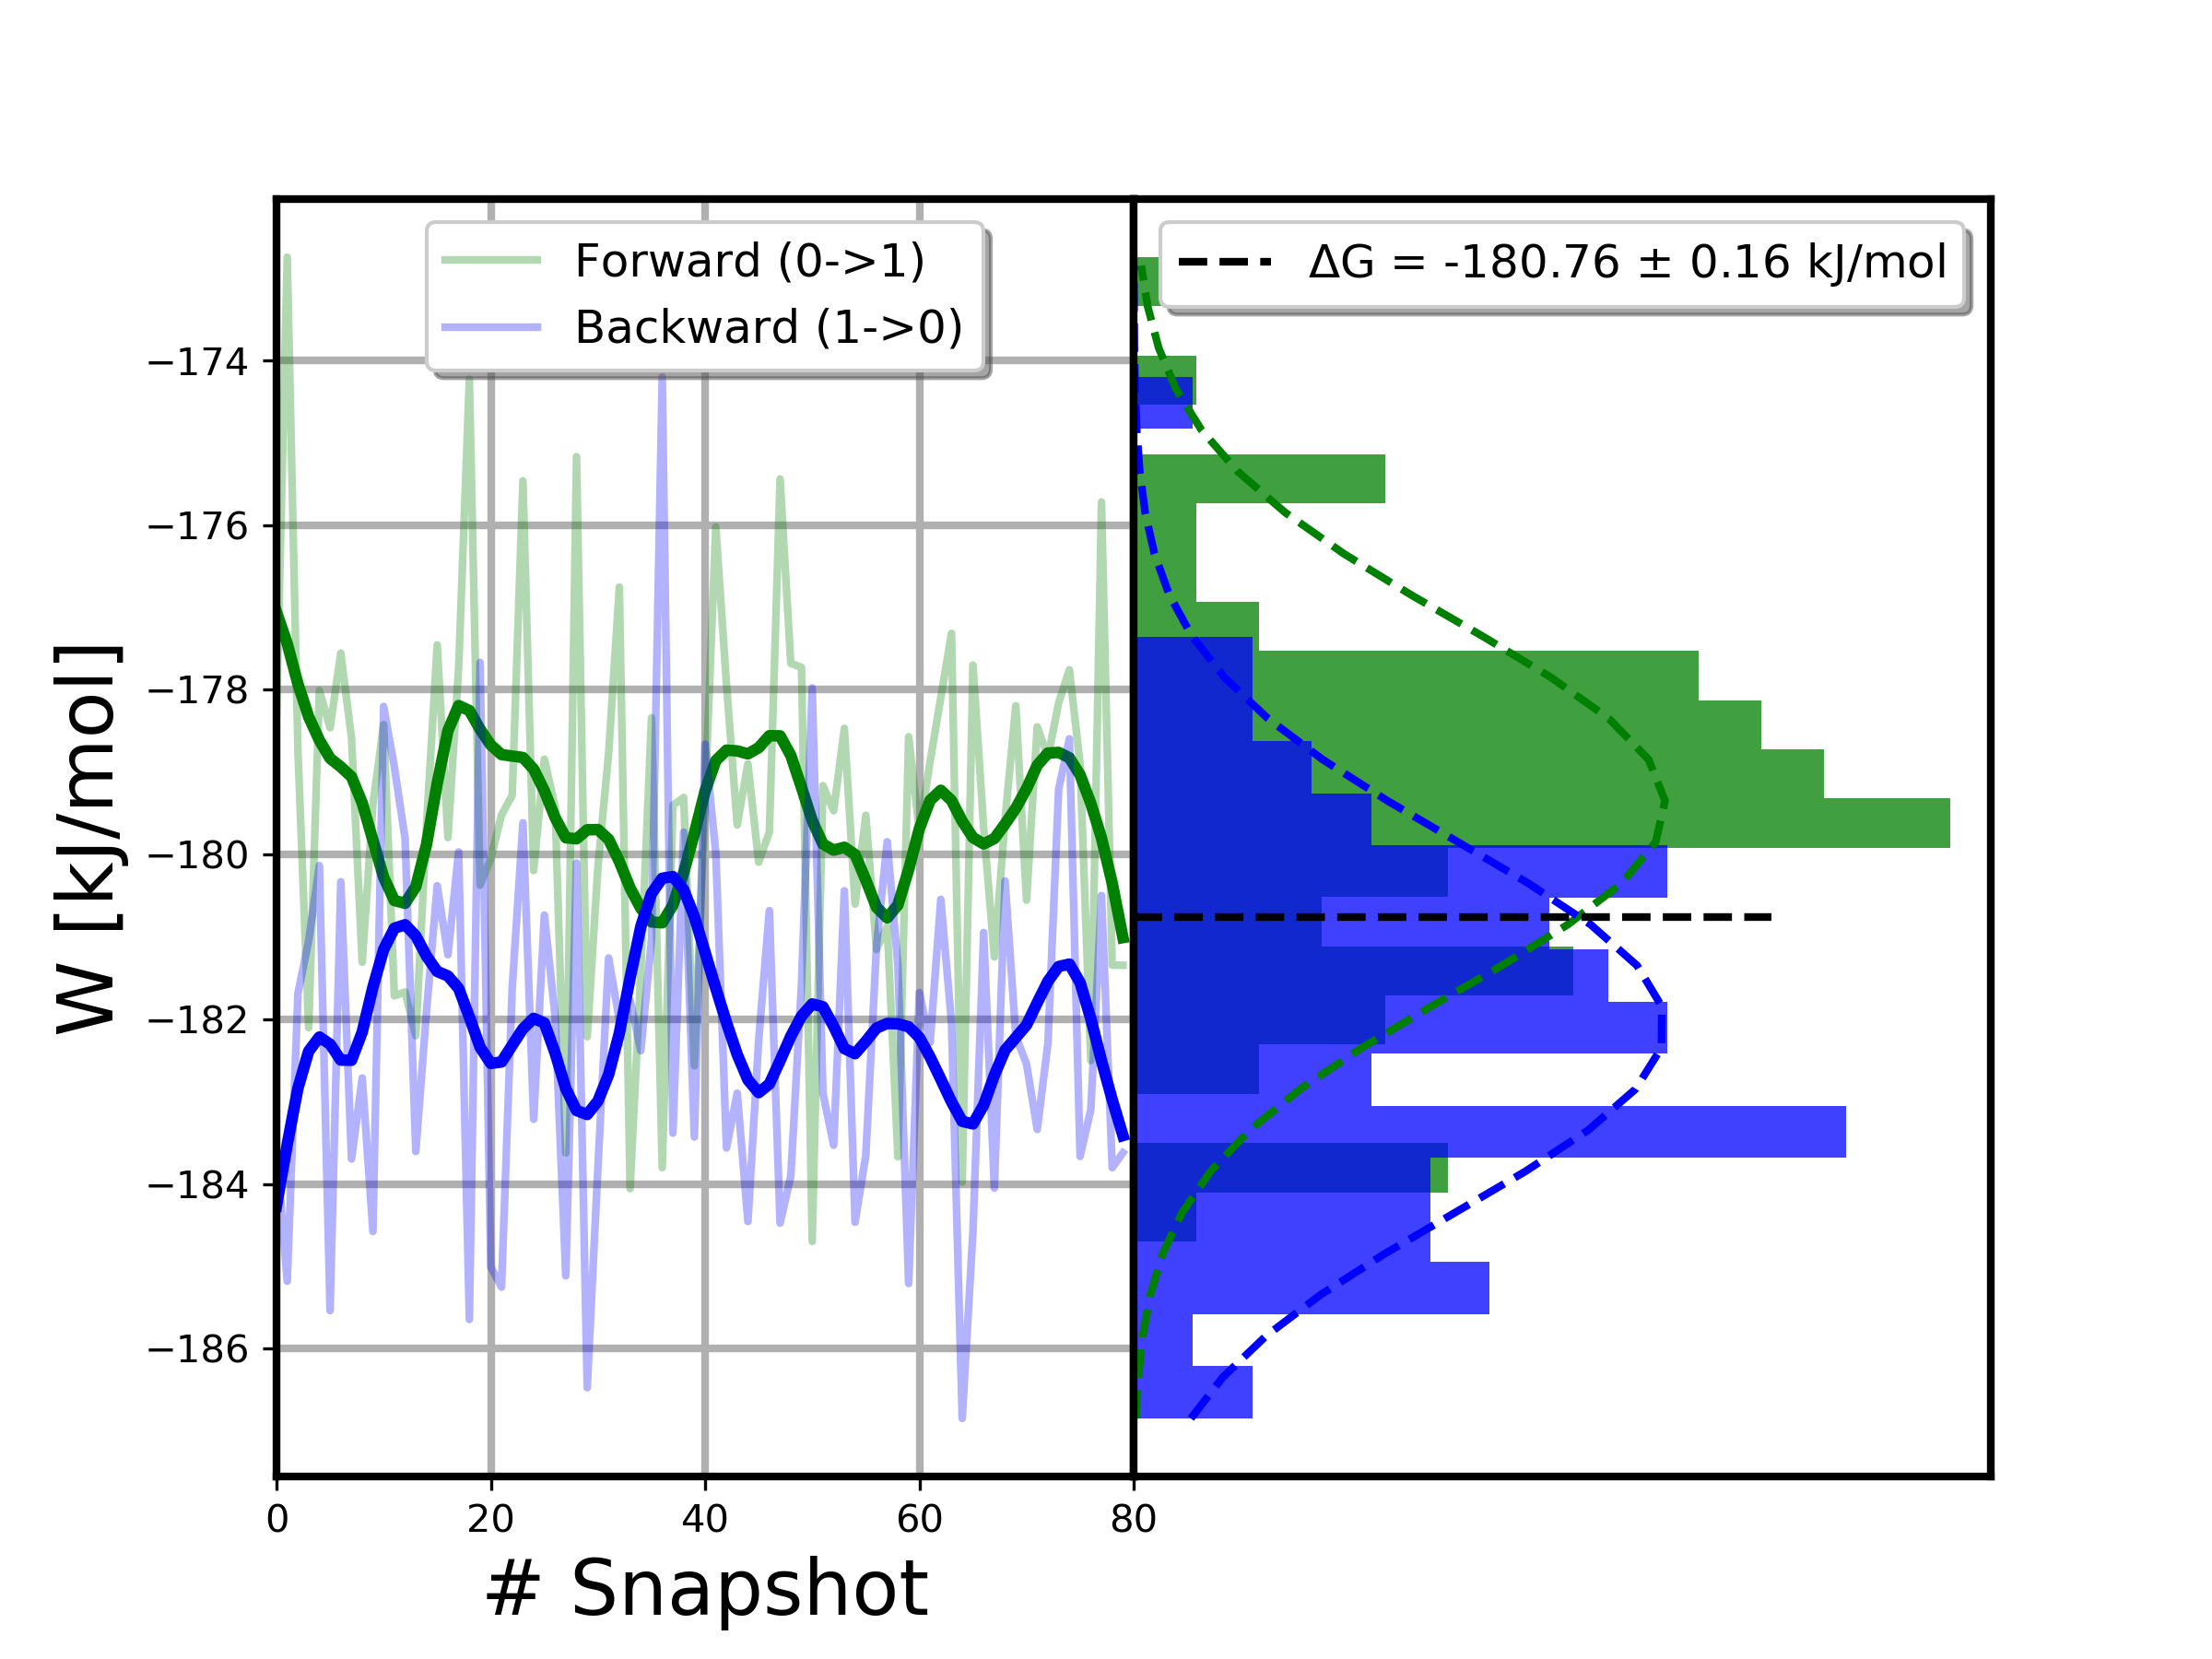 Forward (0->1)
Backward (1->0)
ΔG = -180.76 ± 0.16 kJ/mol
−174
−176
−178
−180
−182
−184
−186
W [kJ/mol]
0 20 40 60 80
# Snapshot